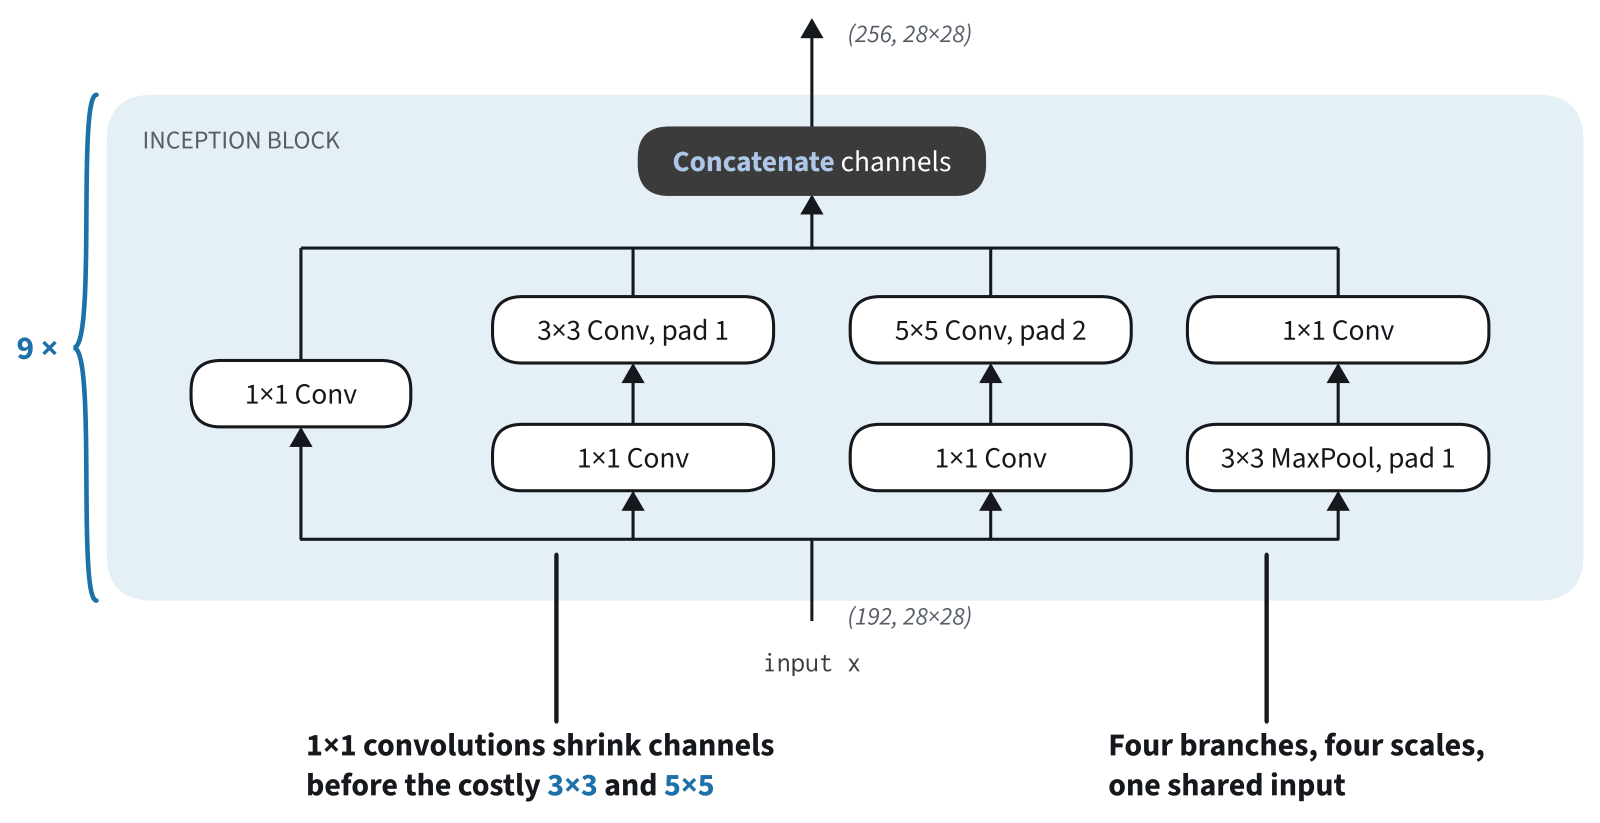 (256, 28×28)
INCEPTION BLOCK
Concatenate channels
9 ×
3×3 Conv, pad 1
5×5 Conv, pad 2
1×1 Conv
1×1 Conv
1×1 Conv
1×1 Conv
3×3 MaxPool, pad 1
(192, 28×28)
input x
1×1 convolutions shrink channels
before the costly 3×3 and 5×5
Four branches, four scales,
one shared input